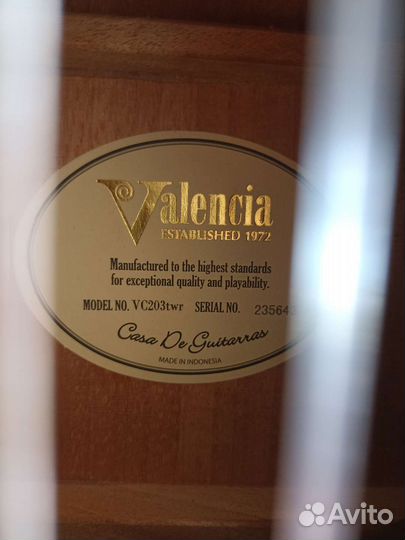 Valencia
ESTABLISHED 1972
Manufactured to the highest standards
for exceptional quality and playability.
MODEL NO. VC203twr SERIAL NO.
Casa De Guitarras
MADE IN INDONESIA
Avito